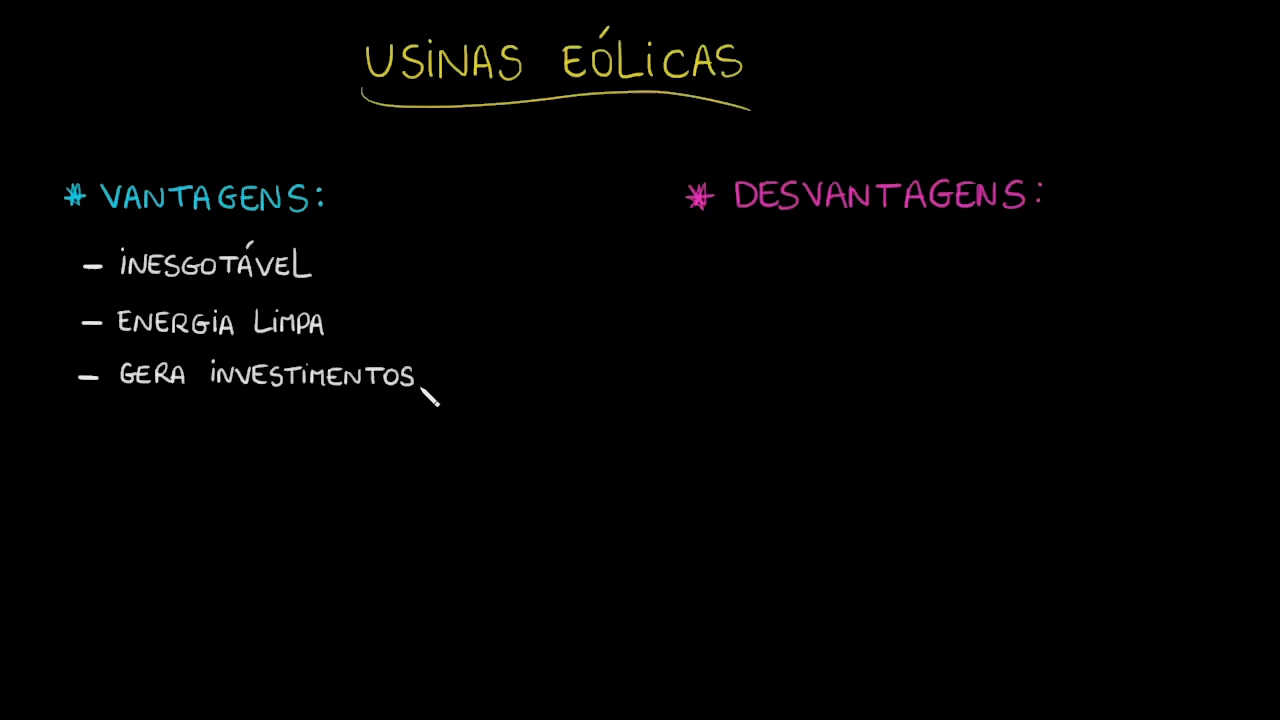 USINAS EÓLICAS
* VANTAGENS:
- INESGOTÁVEL
- ENERGIA LIMPA
- GERA INVESTIMENTOS
* DESVANTAGENS: